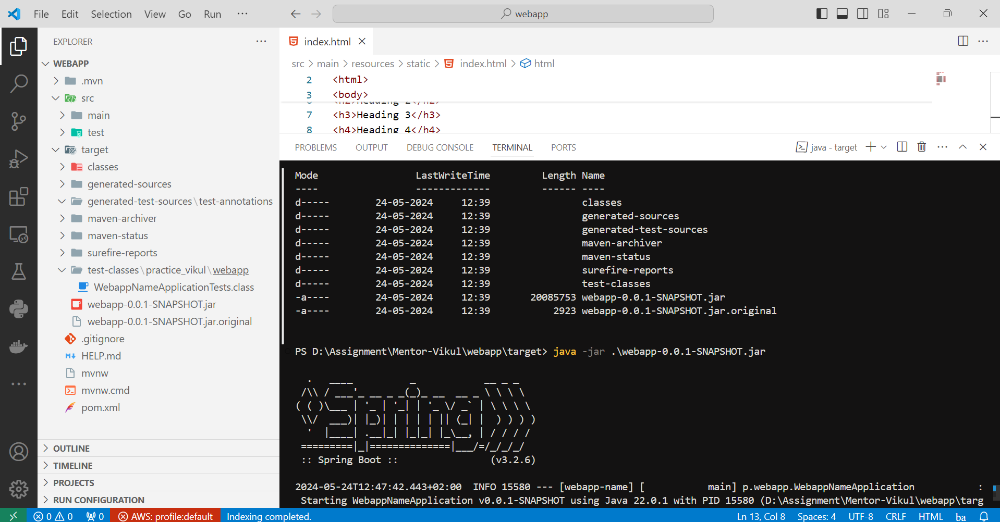 File Edit Selection View Go Run ···
webapp
EXPLORER
WEBAPP
.mvn
src
main
test
target
classes
generated-sources
generated-test-sources\test-annotations
maven-archiver
maven-status
surefire-reports
test-classes\practice_vikul\webapp
WebappNameApplicationTests.class
webapp-0.0.1-SNAPSHOT.jar
webapp-0.0.1-SNAPSHOT.jar.original
.gitignore
HELP.md
mvnw
mvnw.cmd
pom.xml
OUTLINE
TIMELINE
PROJECTS
RUN CONFIGURATION
index.html
src > main > resources > static > index.html > html
2 <html>
3 <body>
6 <h2>Heading 2</h2>
7 <h3>Heading 3</h3>
8 <h4>Heading 4</h4>
PROBLEMS OUTPUT DEBUG CONSOLE TERMINAL PORTS
java - target
Mode LastWriteTime Length Name
---- ------------- ------ ----
d----- 24-05-2024 12:39 classes
d----- 24-05-2024 12:39 generated-sources
d----- 24-05-2024 12:39 generated-test-sources
d----- 24-05-2024 12:39 maven-archiver
d----- 24-05-2024 12:39 maven-status
d----- 24-05-2024 12:39 surefire-reports
d----- 24-05-2024 12:39 test-classes
-a---- 24-05-2024 12:39 20085753 webapp-0.0.1-SNAPSHOT.jar
-a---- 24-05-2024 12:39 2923 webapp-0.0.1-SNAPSHOT.jar.original
PS D:\Assignment\Mentor-Vikul\webapp\target> java -jar .\webapp-0.0.1-SNAPSHOT.jar
  .   ____          _            __ _ _
 /\\ / ___'_ __ _ _(_)_ __  __ _ \ \ \ \
( ( )\___ | '_ | '_| | '_ \/ _` | \ \ \ \
 \\/  ___)| |_)| | | | | || (_| |  ) ) ) )
  '  |____| .__|_| |_|_| |_\__, | / / / /
 =========|_|==============|___/=/_/_/_/
 :: Spring Boot :: (v3.2.6)
2024-05-24T12:47:42.443+02:00 INFO 15580 --- [webapp-name] [ main] p.webapp.WebappNameApplication :
Starting WebappNameApplication v0.0.1-SNAPSHOT using Java 22.0.1 with PID 15580 (D:\Assignment\Mentor-Vikul\webapp\targ
0 0 0 AWS: profile:default Indexing completed. Ln 13, Col 8 Spaces: 4 UTF-8 CRLF HTML ba